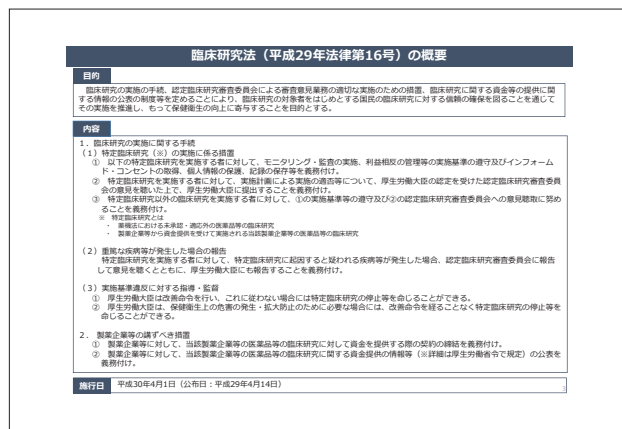 臨床研究法（平成29年法律第16号）の概要
目的
臨床研究の実施の手続、認定臨床研究審査委員会による審査意見業務の適切な実施のための措置、臨床研究に関する資金等の提供に関
する情報の公表の制度等を定めることにより、臨床研究の対象者をはじめとする国民の臨床研究に対する信頼の確保を図ることを通じて
その実施を推進し、もって保健衛生の向上に寄与することを目的とする。
内容
１．臨床研究の実施に関する手続
（１）特定臨床研究（※）の実施に係る措置
① 以下の特定臨床研究を実施する者に対して、モニタリング・監査の実施、利益相反の管理等の実施基準の遵守及びインフォーム
ド・コンセントの取得、個人情報の保護、記録の保存等を義務付け。
② 特定臨床研究を実施する者に対して、実施計画による実施の適否等について、厚生労働大臣の認定を受けた認定臨床研究審査委員
会の意見を聴いた上で、厚生労働大臣に提出することを義務付け。
③ 特定臨床研究以外の臨床研究を実施する者に対して、①の実施基準等の遵守及び②の認定臨床研究審査委員会への意見聴取に努め
ることを義務付け。
※ 特定臨床研究とは
・ 薬機法における未承認・適応外の医薬品等の臨床研究
・ 製薬企業等から資金提供を受けて実施される当該製薬企業等の医薬品等の臨床研究
（２）重篤な疾病等が発生した場合の報告
特定臨床研究を実施する者に対して、特定臨床研究に起因すると疑われる疾病等が発生した場合、認定臨床研究審査委員会に報告
して意見を聴くとともに、厚生労働大臣にも報告することを義務付け。
（３）実施基準違反に対する指導・監督
① 厚生労働大臣は改善命令を行い、これに従わない場合には特定臨床研究の停止等を命じることができる。
② 厚生労働大臣は、保健衛生上の危害の発生・拡大防止のために必要な場合には、改善命令を経ることなく特定臨床研究の停止等を
命じることができる。
２．製薬企業等の講ずべき措置
① 製薬企業等に対して、当該製薬企業等の医薬品等の臨床研究に対して資金を提供する際の契約の締結を義務付け。
② 製薬企業等に対して、当該製薬企業等の医薬品等の臨床研究に関する資金提供の情報等（※詳細は厚生労働省令で規定）の公表を
義務付け。
施行日 平成30年4月1日（公布日：平成29年4月14日）
3